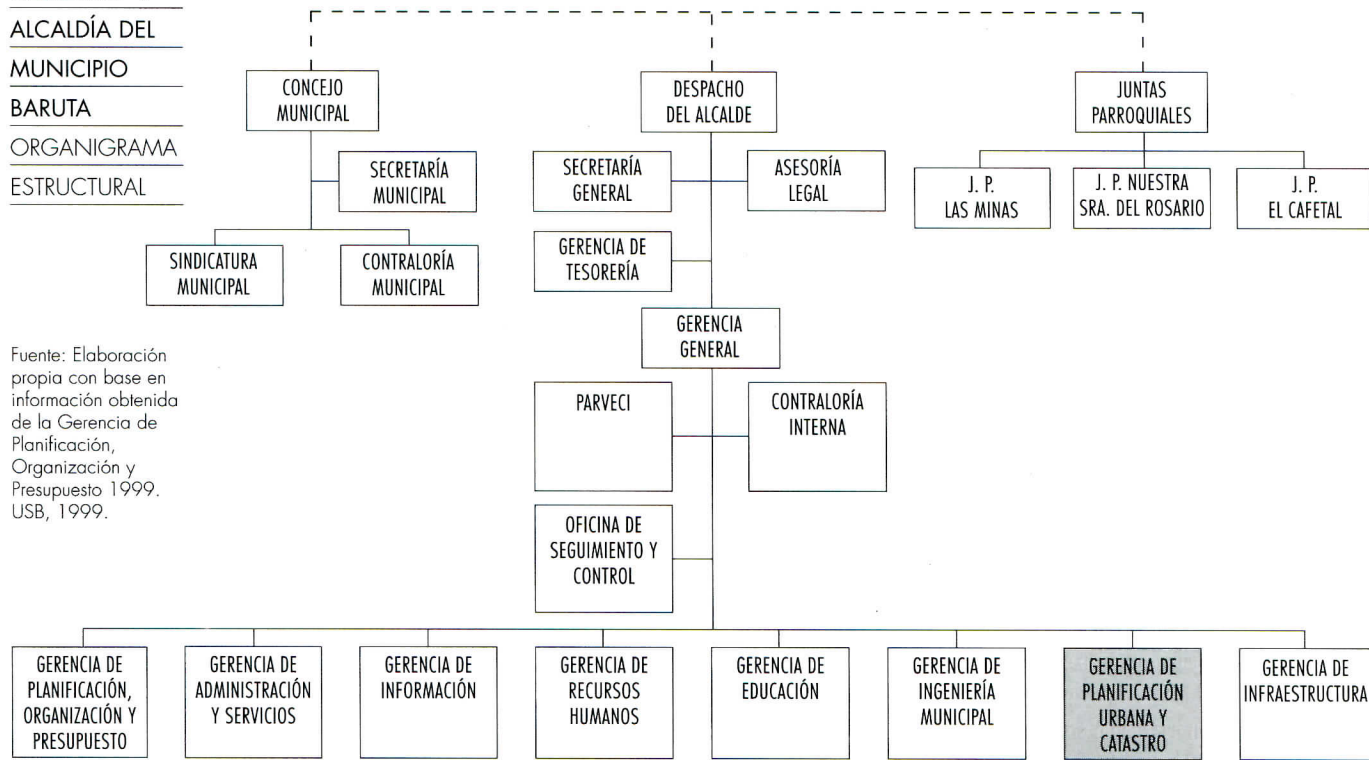 ALCALDÍA DEL
MUNICIPIO
BARUTA
ORGANIGRAMA
ESTRUCTURAL
CONCEJO
MUNICIPAL
DESPACHO
DEL ALCALDE
JUNTAS
PARROQUIALES
SECRETARÍA
MUNICIPAL
SECRETARÍA
GENERAL
ASESORÍA
LEGAL
J. P.
LAS MINAS
J. P. NUESTRA
SRA. DEL ROSARIO
J. P.
EL CAFETAL
SINDICATURA
MUNICIPAL
CONTRALORÍA
MUNICIPAL
GERENCIA DE
TESORERÍA
GERENCIA
GENERAL
Fuente: Elaboración
propia con base en
información obtenida
de la Gerencia de
Planificación,
Organización y
Presupuesto 1999.
USB, 1999.
PARVECI
CONTRALORÍA
INTERNA
OFICINA DE
SEGUIMIENTO Y
CONTROL
GERENCIA DE
PLANIFICACIÓN,
ORGANIZACIÓN Y
PRESUPUESTO
GERENCIA DE
ADMINISTRACIÓN
Y SERVICIOS
GERENCIA DE
INFORMACIÓN
GERENCIA DE
RECURSOS
HUMANOS
GERENCIA DE
EDUCACIÓN
GERENCIA DE
INGENIERÍA
MUNICIPAL
GERENCIA DE
PLANIFICACIÓN
URBANA Y
CATASTRO
GERENCIA DE
INFRAESTRUCTURA